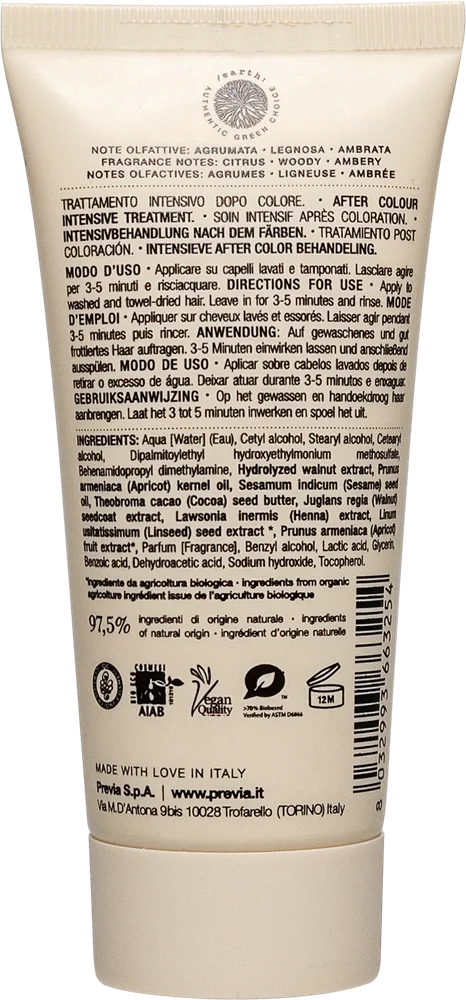 /earth:
AUTHENTIC GREEN CHOICE
NOTE OLFATTIVE: AGRUMATA • LEGNOSA • AMBRATA
FRAGRANCE NOTES: CITRUS • WOODY • AMBERY
NOTES OLFACTIVES: AGRUMES • LIGNEUSE • AMBRÉE
TRATTAMENTO INTENSIVO DOPO COLORE. • AFTER COLOUR
INTENSIVE TREATMENT. • SOIN INTENSIF APRÈS COLORATION. •
INTENSIVBEHANDLUNG NACH DEM FÄRBEN. • TRATAMIENTO POST
COLORACIÓN. • INTENSIEVE AFTER COLOR BEHANDELING.
MODO D'USO • Applicare su capelli lavati e tamponati. Lasciare agire
per 3-5 minuti e risciacquare. DIRECTIONS FOR USE • Apply to
washed and towel-dried hair. Leave in for 3-5 minutes and rinse. MODE
D'EMPLOI • Appliquer sur cheveux lavés et essorés. Laisser agir pendant
3-5 minutes puis rincer. ANWENDUNG: Auf gewaschenes und gut
frottiertes Haar auftragen. 3-5 Minuten einwirken lassen und anschließend
ausspülen. MODO DE USO • Aplicar sobre cabelos lavados depois de
retirar o excesso de água. Deixar atuar durante 3-5 minutos e enxaguar.
GEBRUIKSAANWIJZING • Op het gewassen en handoekdroog haar
aanbrengen. Laat het 3 tot 5 minuten inwerken en spoel het uit.
INGREDIENTS: Aqua [Water] (Eau), Cetyl alcohol, Stearyl alcohol, Cetearyl
alcohol, Dipalmitoylethyl hydroxyethylmonium methosulfate,
Behenamidopropyl dimethylamine, Hydrolyzed walnut extract, Prunus
armeniaca (Apricot) kernel oil, Sesamum indicum (Sesame) seed
oil, Theobroma cacao (Cocoa) seed butter, Juglans regia (Walnut)
seedcoat extract, Lawsonia inermis (Henna) extract, Linum
usitatissimum (Linseed) seed extract *, Prunus armeniaca (Apricot)
fruit extract*, Parfum [Fragrance], Benzyl alcohol, Lactic acid, Glycerin,
Benzoic acid, Dehydroacetic acid, Sodium hydroxide, Tocopherol.
*Ingrediente da agricoltura biologica • ingredients from organic
agricolture ingrédient issue de l'agriculture biologique
97,5% ingredienti di origine naturale • ingredients
of natural origin • ingrédient d'origine naturelle
BIO ECO COSMESI
AIAB
Vegan
Quality
>70% Biobased
Verified by ASTM D6866
™
12M
8 032993 663254
MADE WITH LOVE IN ITALY
Previa S.p.A. | www.previa.it
Via M.D'Antona 9bis 10028 Trofarello (TORINO) Italy